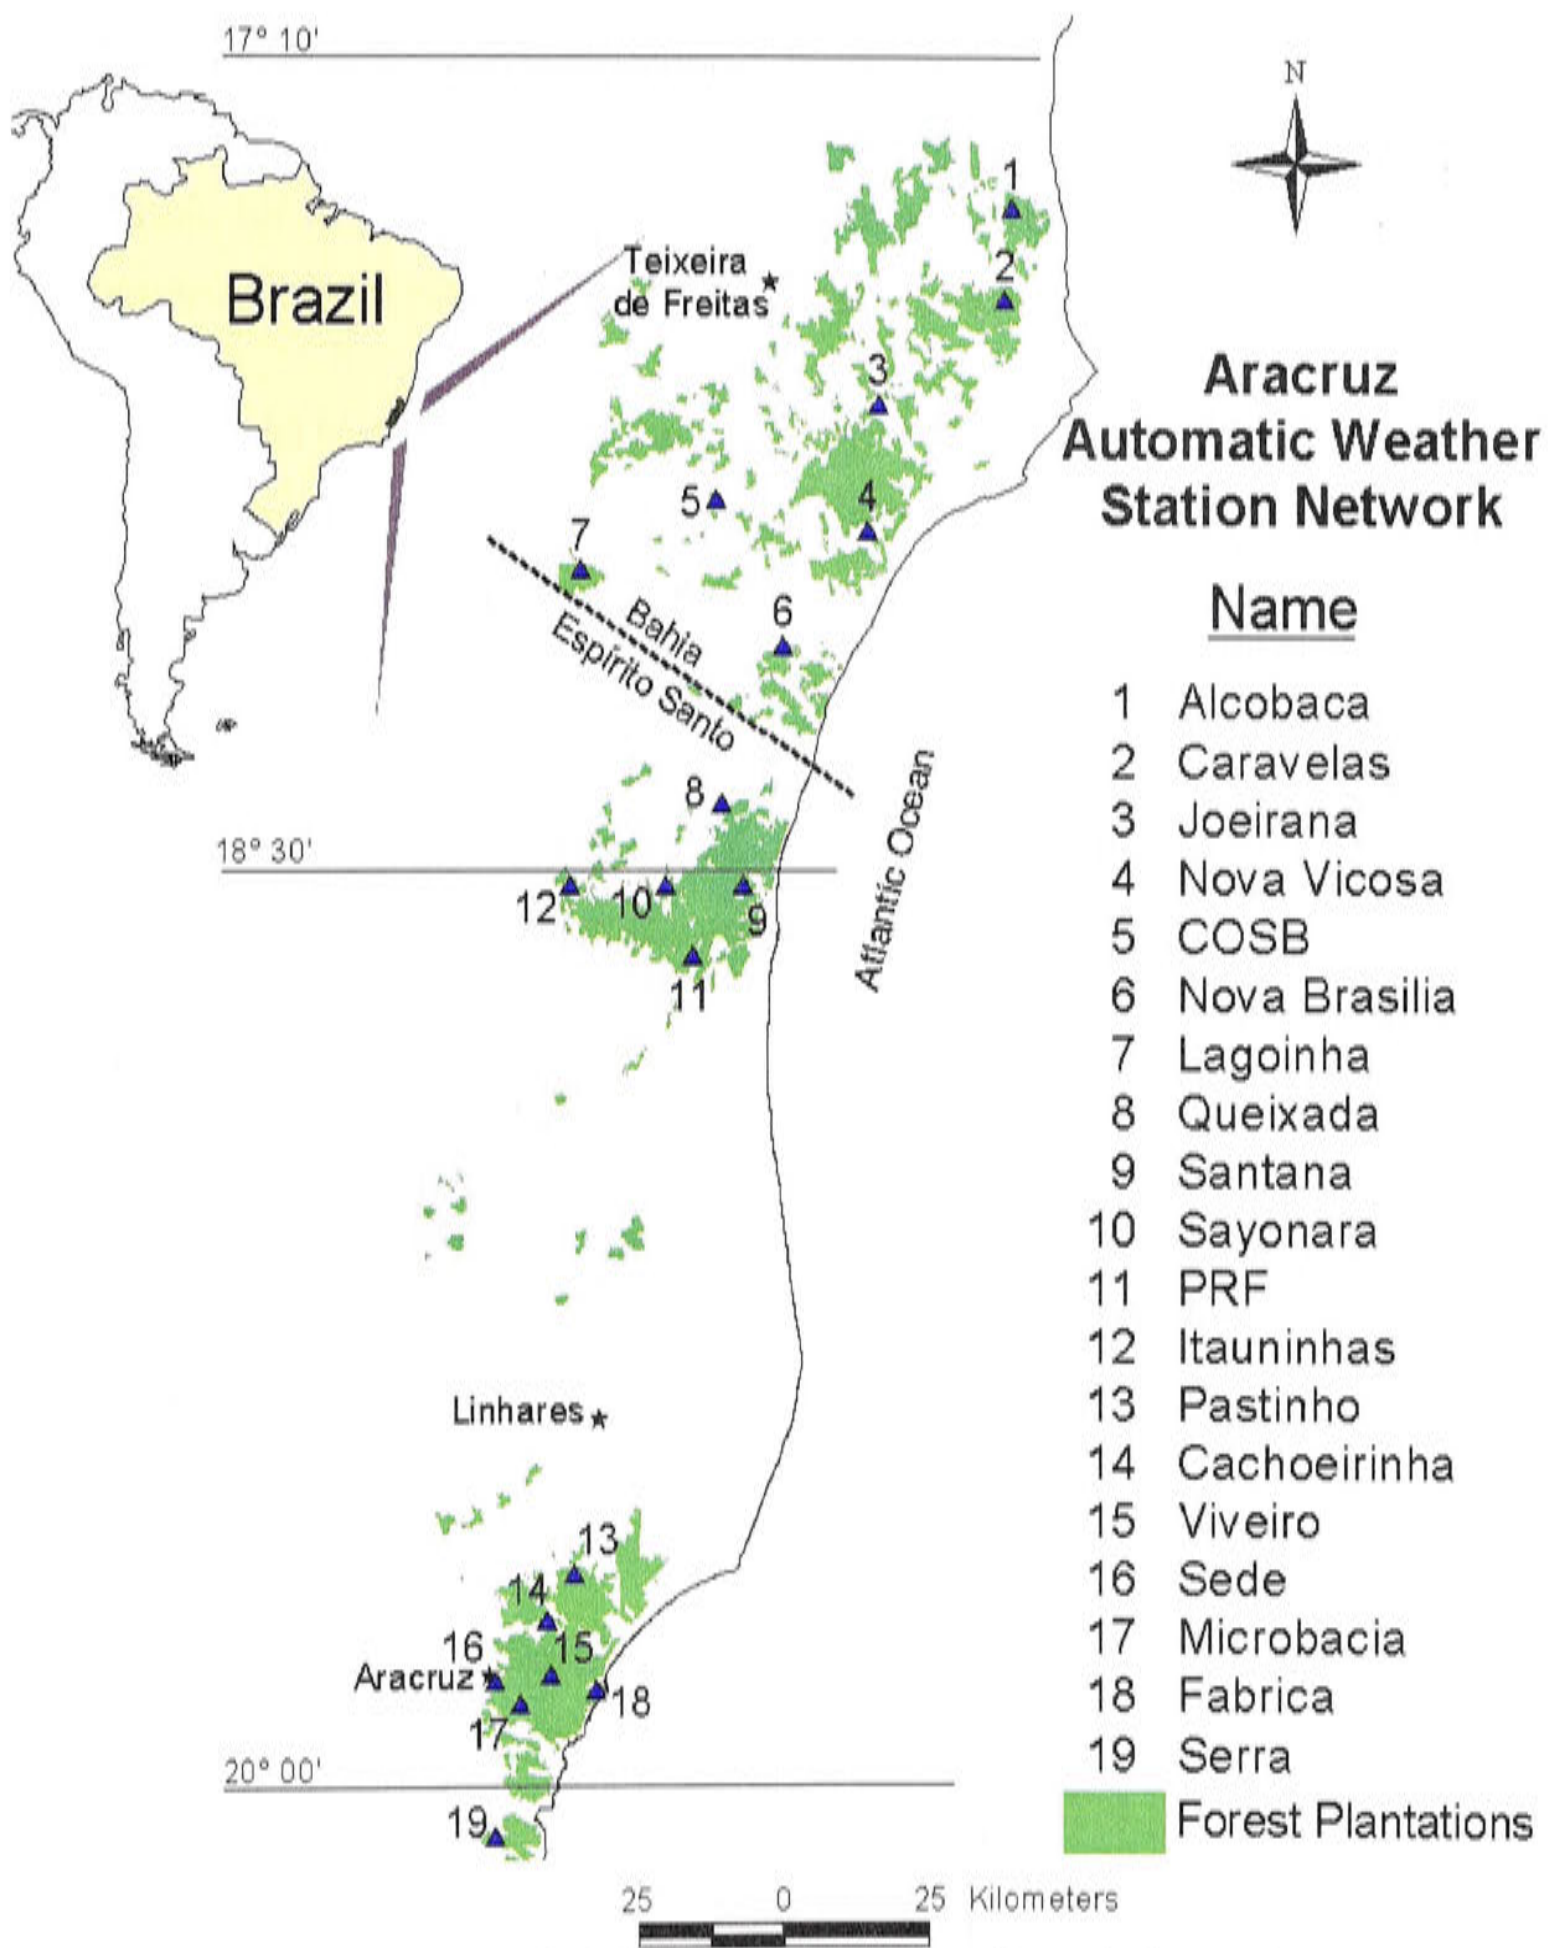 17° 10'
N
Brazil
Teixeira
de Freitas
1
2
3
4
5
7
6
Bahia
Espírito Santo
Aracruz
Automatic Weather
Station Network
Name
1 Alcobaca
2 Caravelas
3 Joeirana
4 Nova Vicosa
5 COSB
6 Nova Brasilia
7 Lagoinha
8 Queixada
9 Santana
10 Sayonara
11 PRF
12 Itauninhas
13 Pastinho
14 Cachoeirinha
15 Viveiro
16 Sede
17 Microbacia
18 Fabrica
19 Serra
Forest Plantations
8
18° 30'
12
10
9
11
Atlantic Ocean
Linhares
13
14
16
15
Aracruz
18
17
20° 00'
19
25 0 25 Kilometers